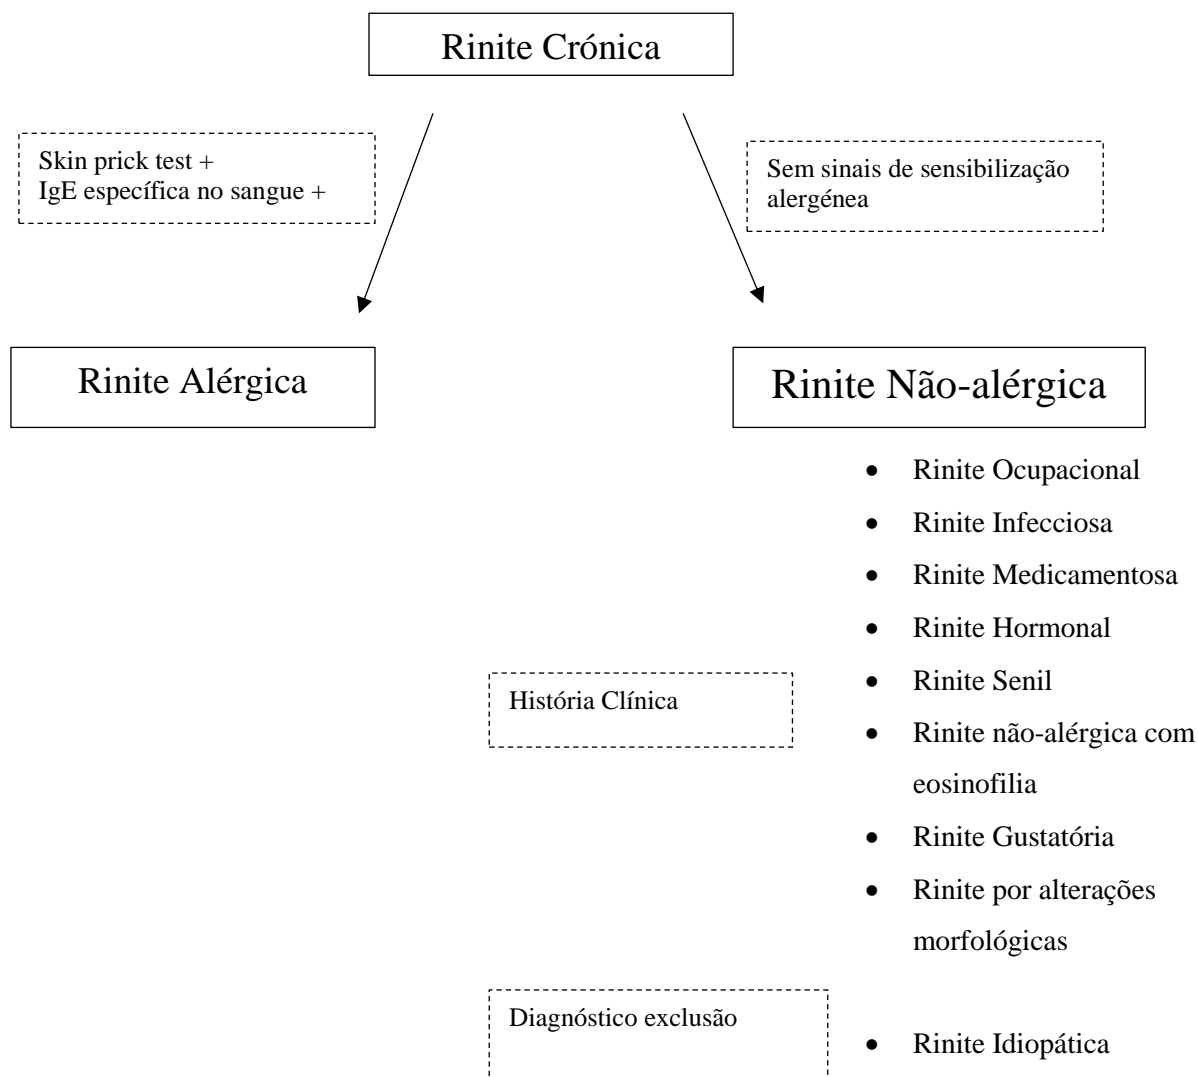 Rinite Crónica
Skin prick test +
IgE específica no sangue +
Sem sinais de sensibilização
alergénea
Rinite Alérgica
Rinite Não-alérgica
• Rinite Ocupacional
• Rinite Infecciosa
• Rinite Medicamentosa
• Rinite Hormonal
História Clínica
• Rinite Senil
• Rinite não-alérgica com
eosinofilia
• Rinite Gustatória
• Rinite por alterações
morfológicas
Diagnóstico exclusão
• Rinite Idiopática